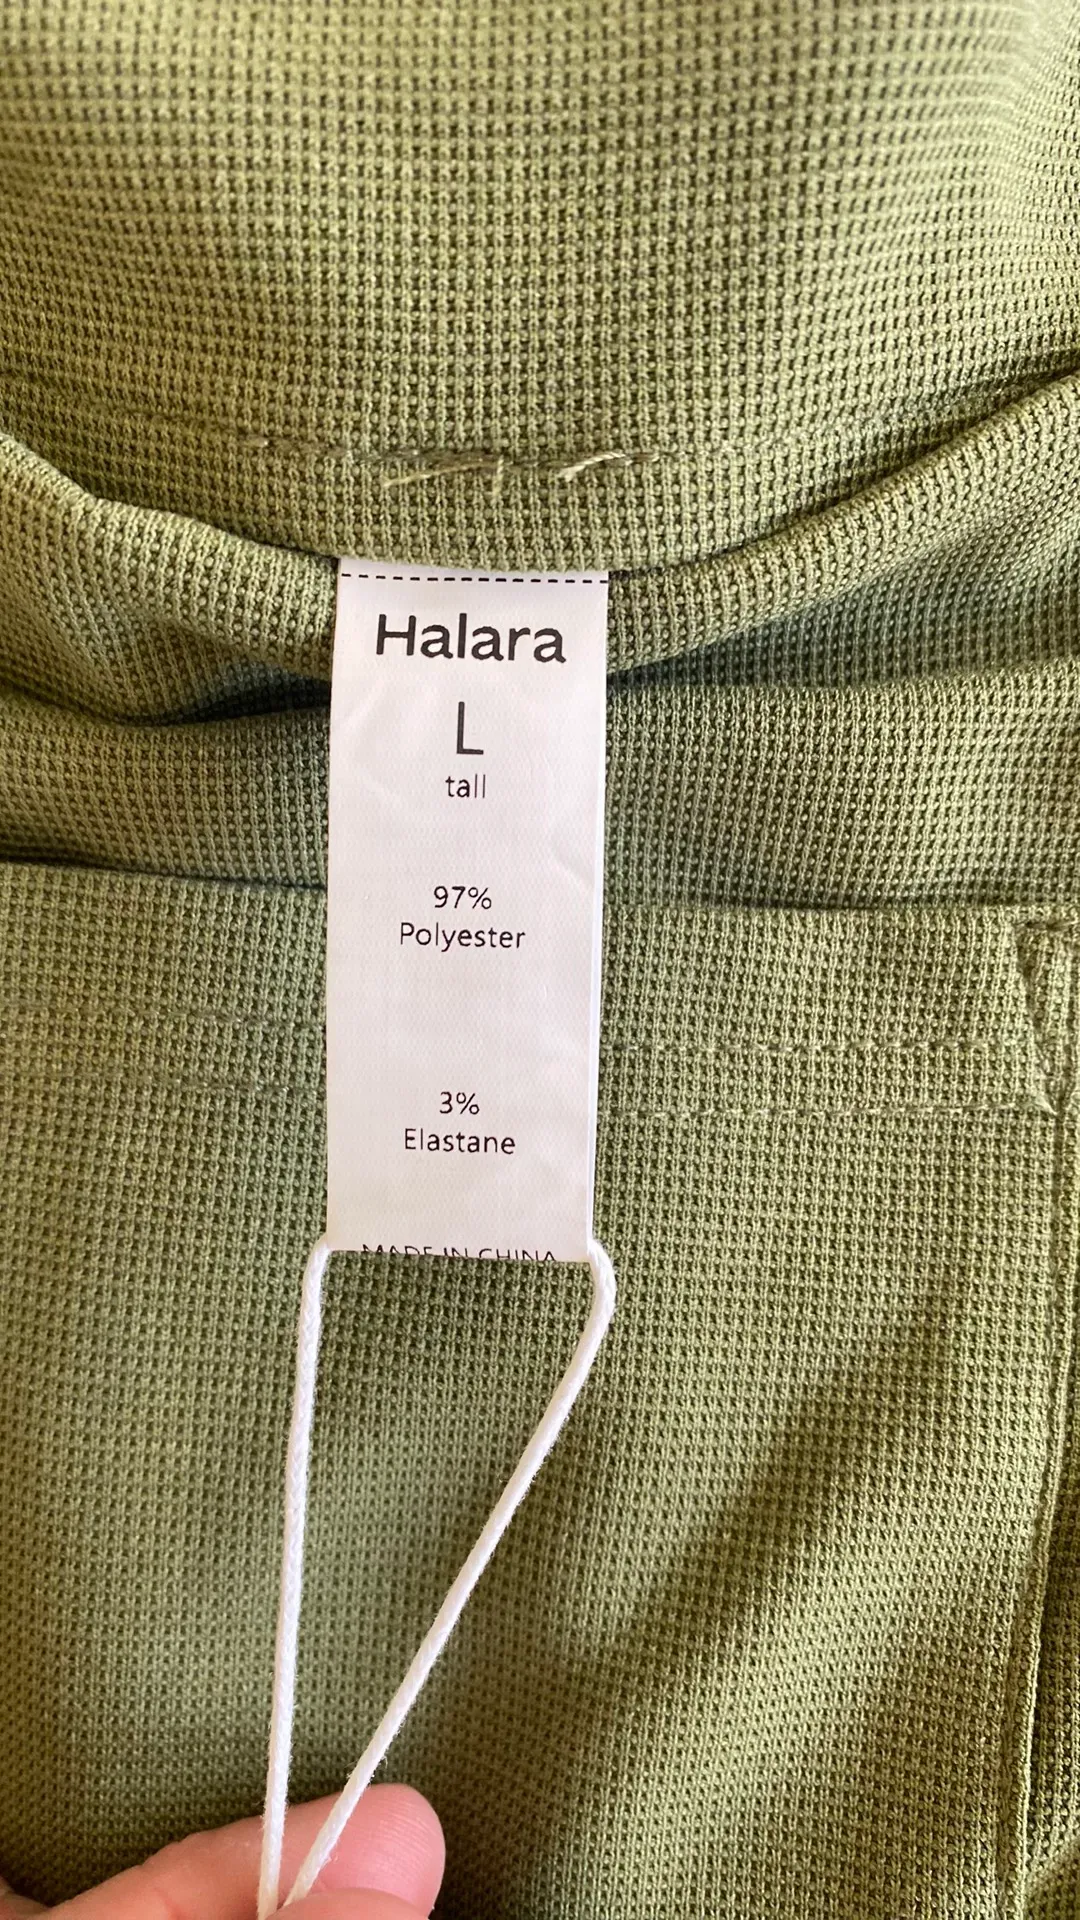 Halara
L
tall
97%
Polyester
3%
Elastane
MADE IN CHINA